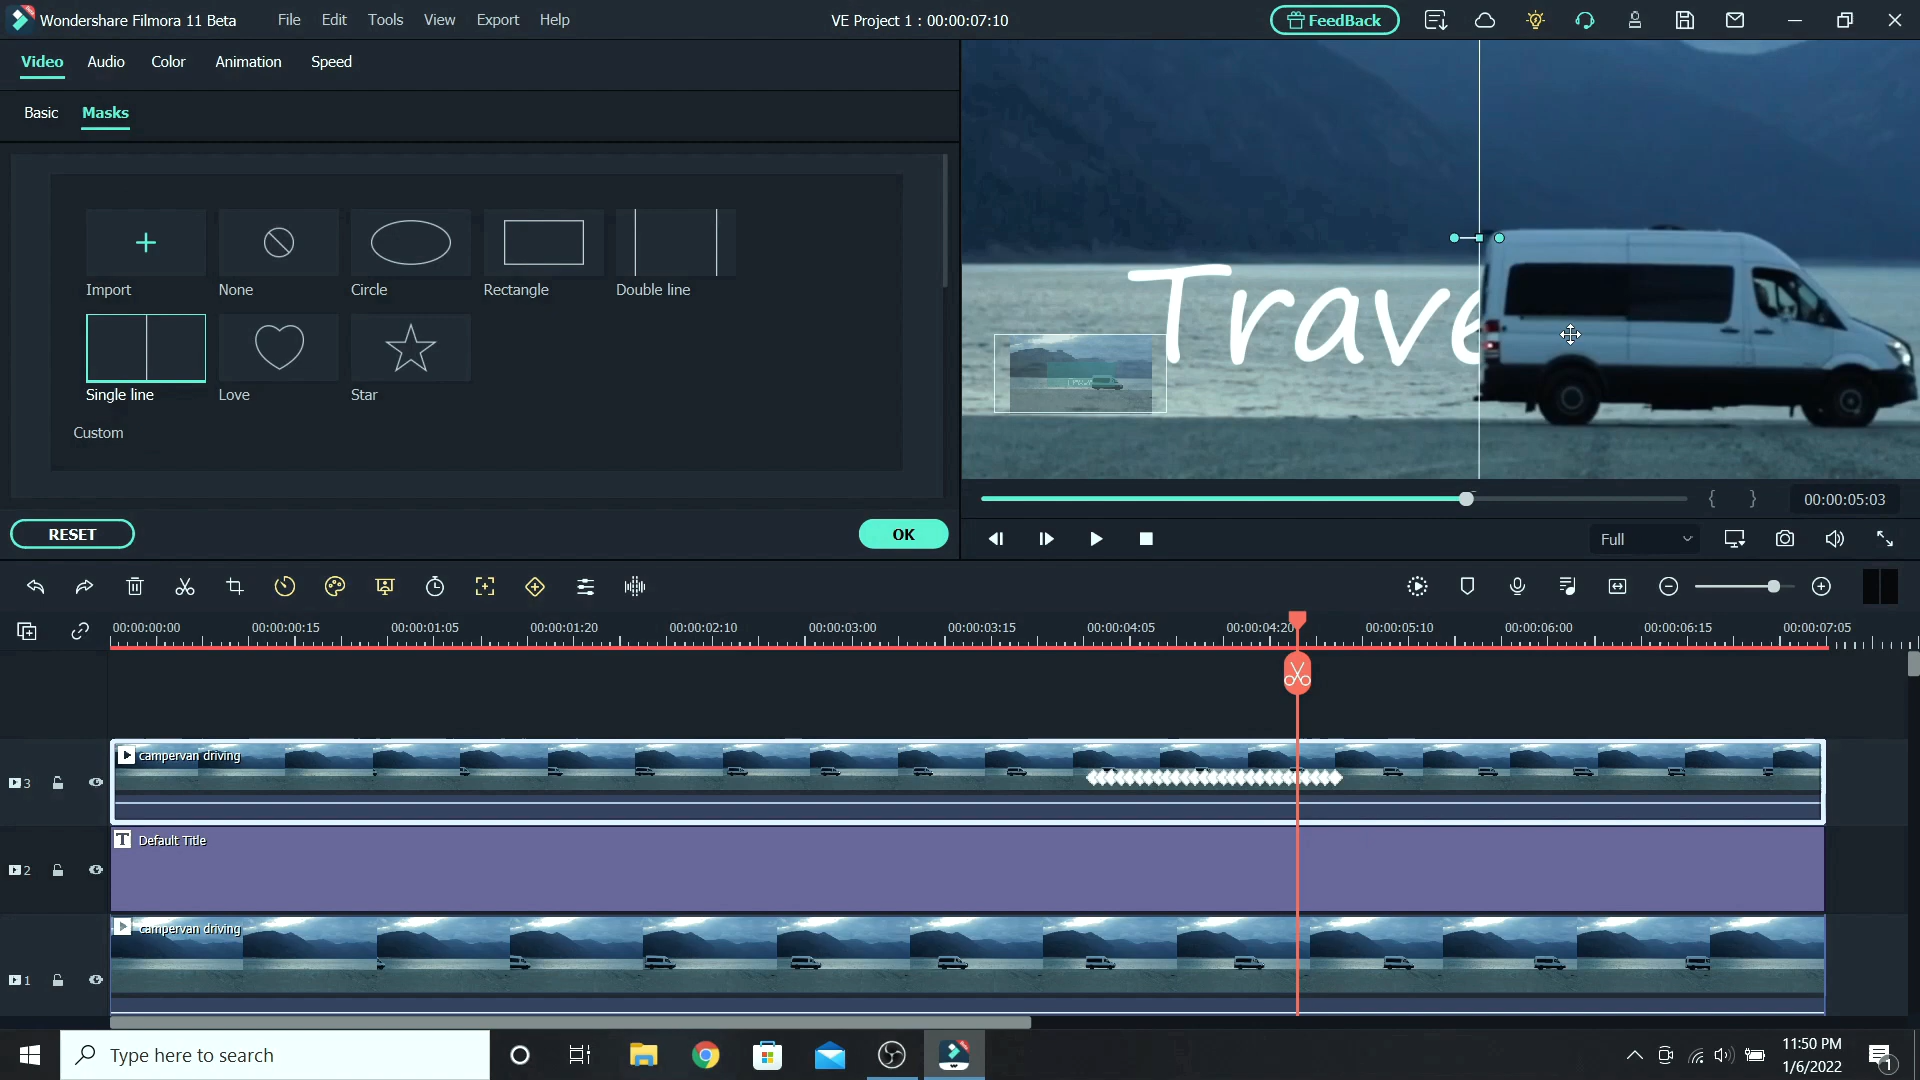 Wondershare Filmora 11 Beta
File Edit Tools View Export Help
VE Project 1 : 00:00:07:10
FeedBack
Video Audio Color Animation Speed
Basic Masks
Import None Circle Rectangle Double line
Single line Love Star
Custom
RESET OK
Trave
00:00:05:03
Full
00:00:00:00 00:00:00:15 00:00:01:05 00:00:01:20 00:00:02:10 00:00:03:00 00:00:03:15 00:00:04:05 00:00:04:20 00:00:05:10 00:00:06:00 00:00:06:15 00:00:07:05
campervan driving
3
T Default Title
2
campervan driving
1
Type here to search
11:50 PM
1/6/2022
1